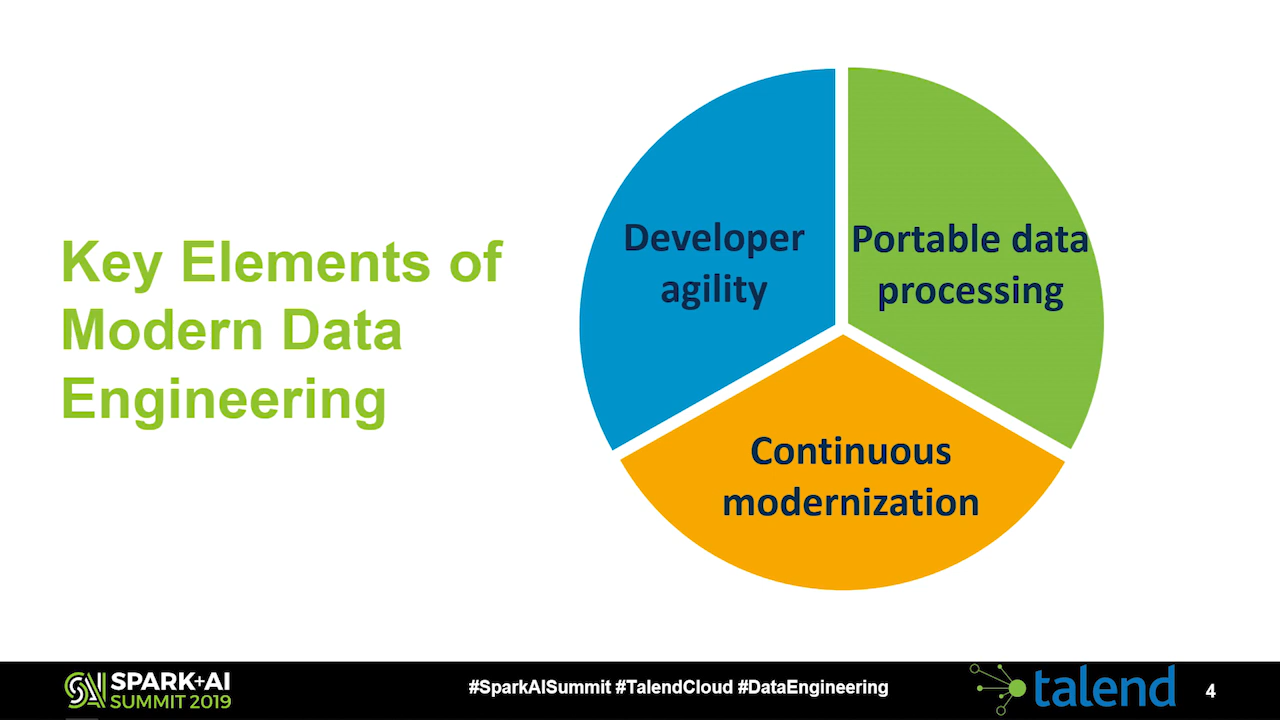 Key Elements of
Modern Data
Engineering
Developer
agility
Portable data
processing
Continuous
modernization
SPARK+AI
SUMMIT 2019
#SparkAISummit #TalendCloud #DataEngineering
talend
4